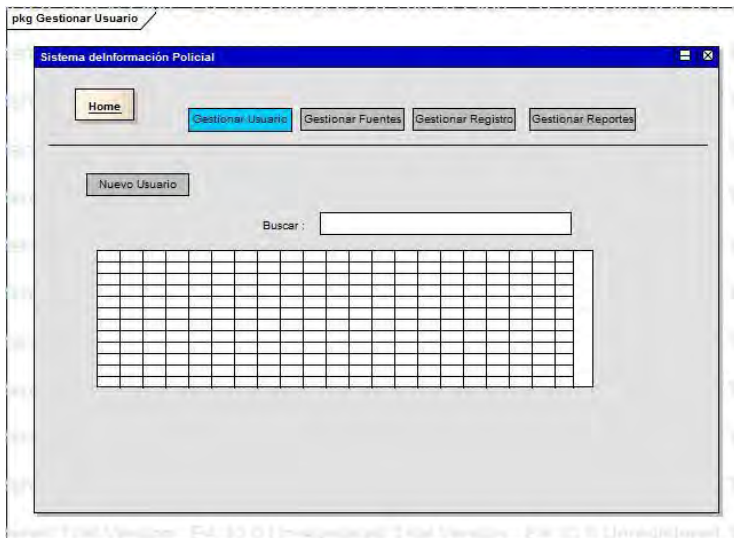 pkg Gestionar Usuario
Sistema deInformación Policial
Home
Gestionar Usuario
Gestionar Fuentes
Gestionar Registro
Gestionar Reportes
Nuevo Usuario
Buscar :